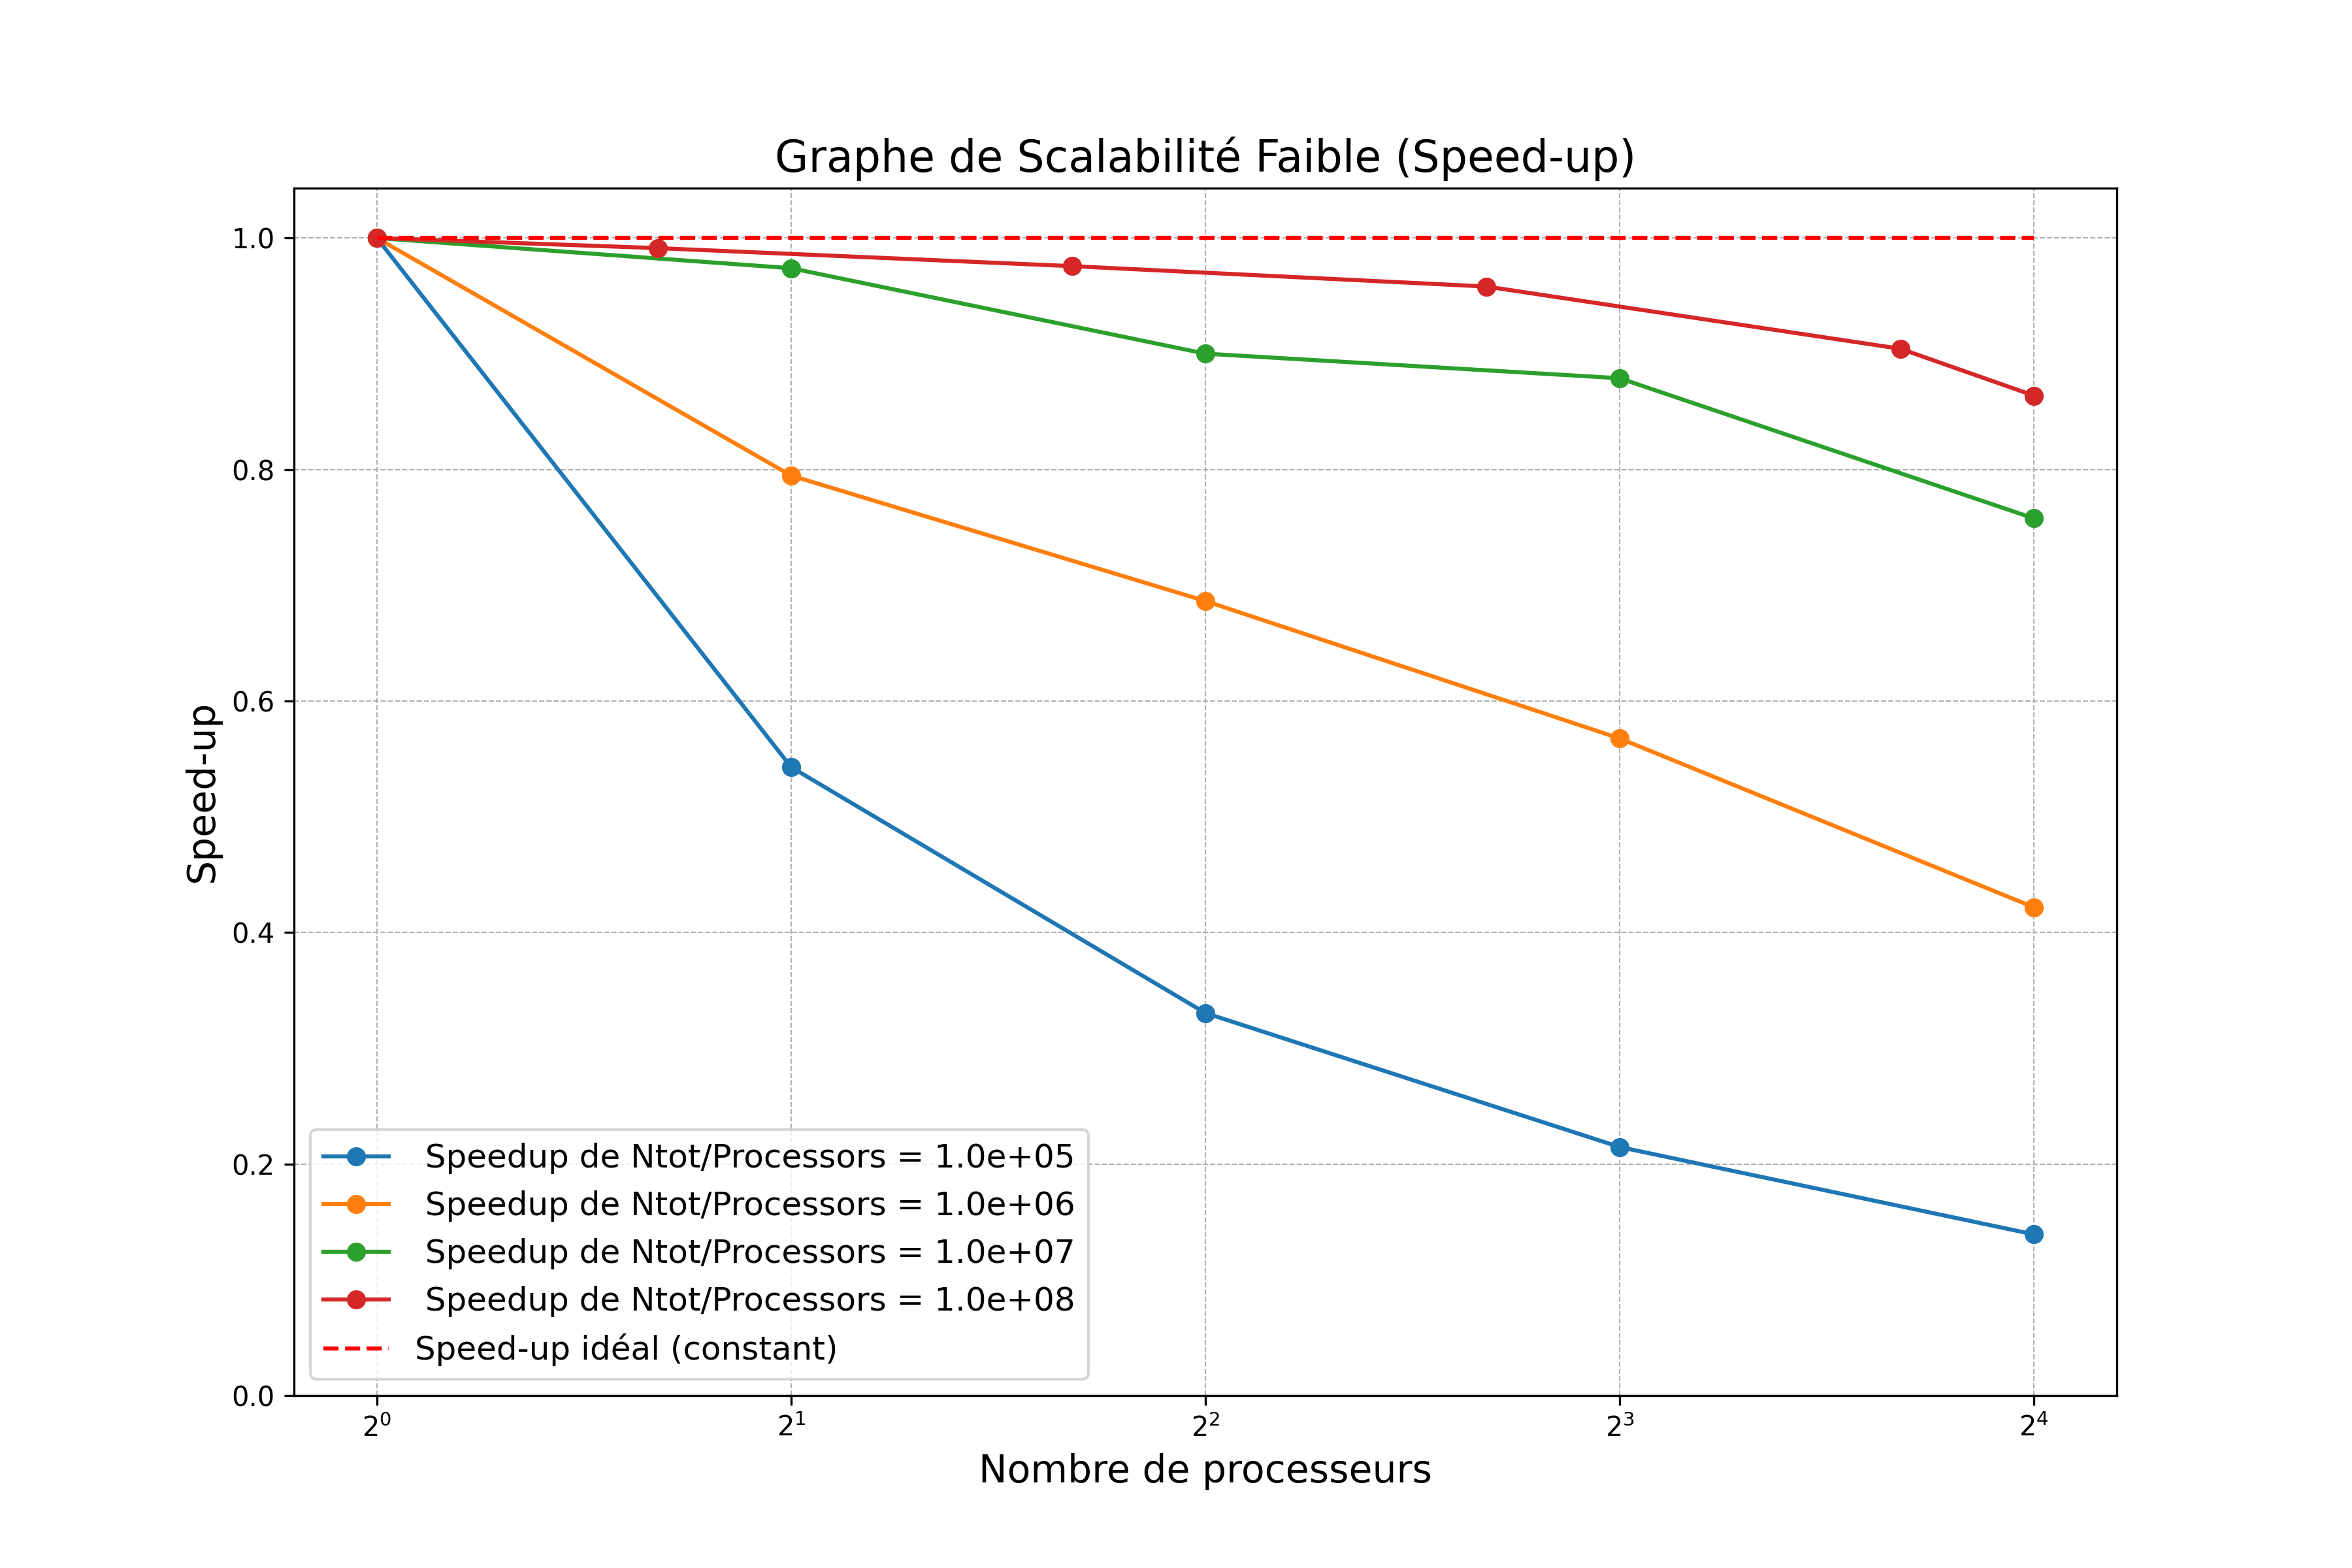 Graphe de Scalabilité Faible (Speed-up)
1.0
0.8
0.6
0.4
0.2
0.0
Speed-up
Speedup de Ntot/Processors = 1.0e+05
Speedup de Ntot/Processors = 1.0e+06
Speedup de Ntot/Processors = 1.0e+07
Speedup de Ntot/Processors = 1.0e+08
Speed-up idéal (constant)
2⁰ 2¹ 2² 2³ 2⁴
Nombre de processeurs